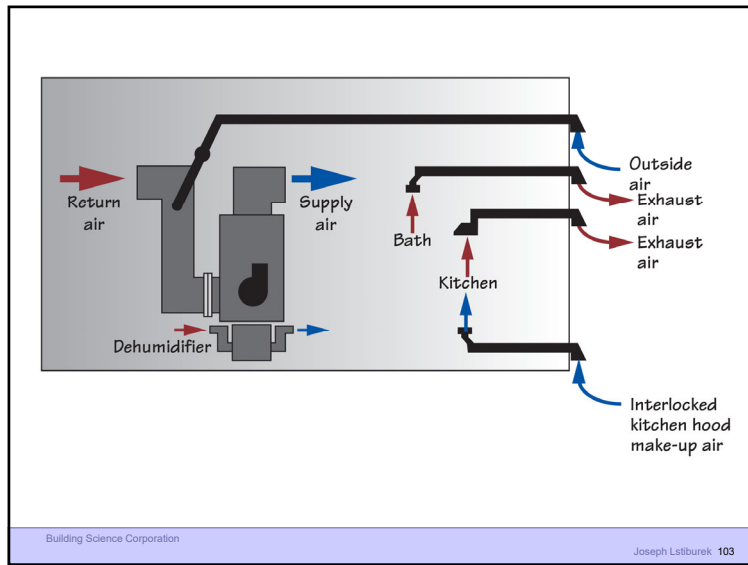 Outside
air
Return
air
Supply
air
Exhaust
air
Bath
Exhaust
air
Kitchen
Dehumidifier
Interlocked
kitchen hood
make-up air
Building Science Corporation
Joseph Lstiburek 103